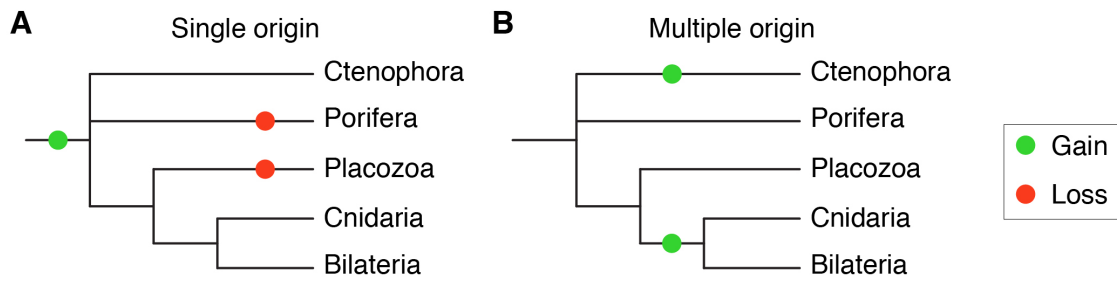 A
Single origin
Ctenophora
Porifera
Placozoa
Cnidaria
Bilateria
B
Multiple origin
Ctenophora
Porifera
Placozoa
Cnidaria
Bilateria
Gain
Loss